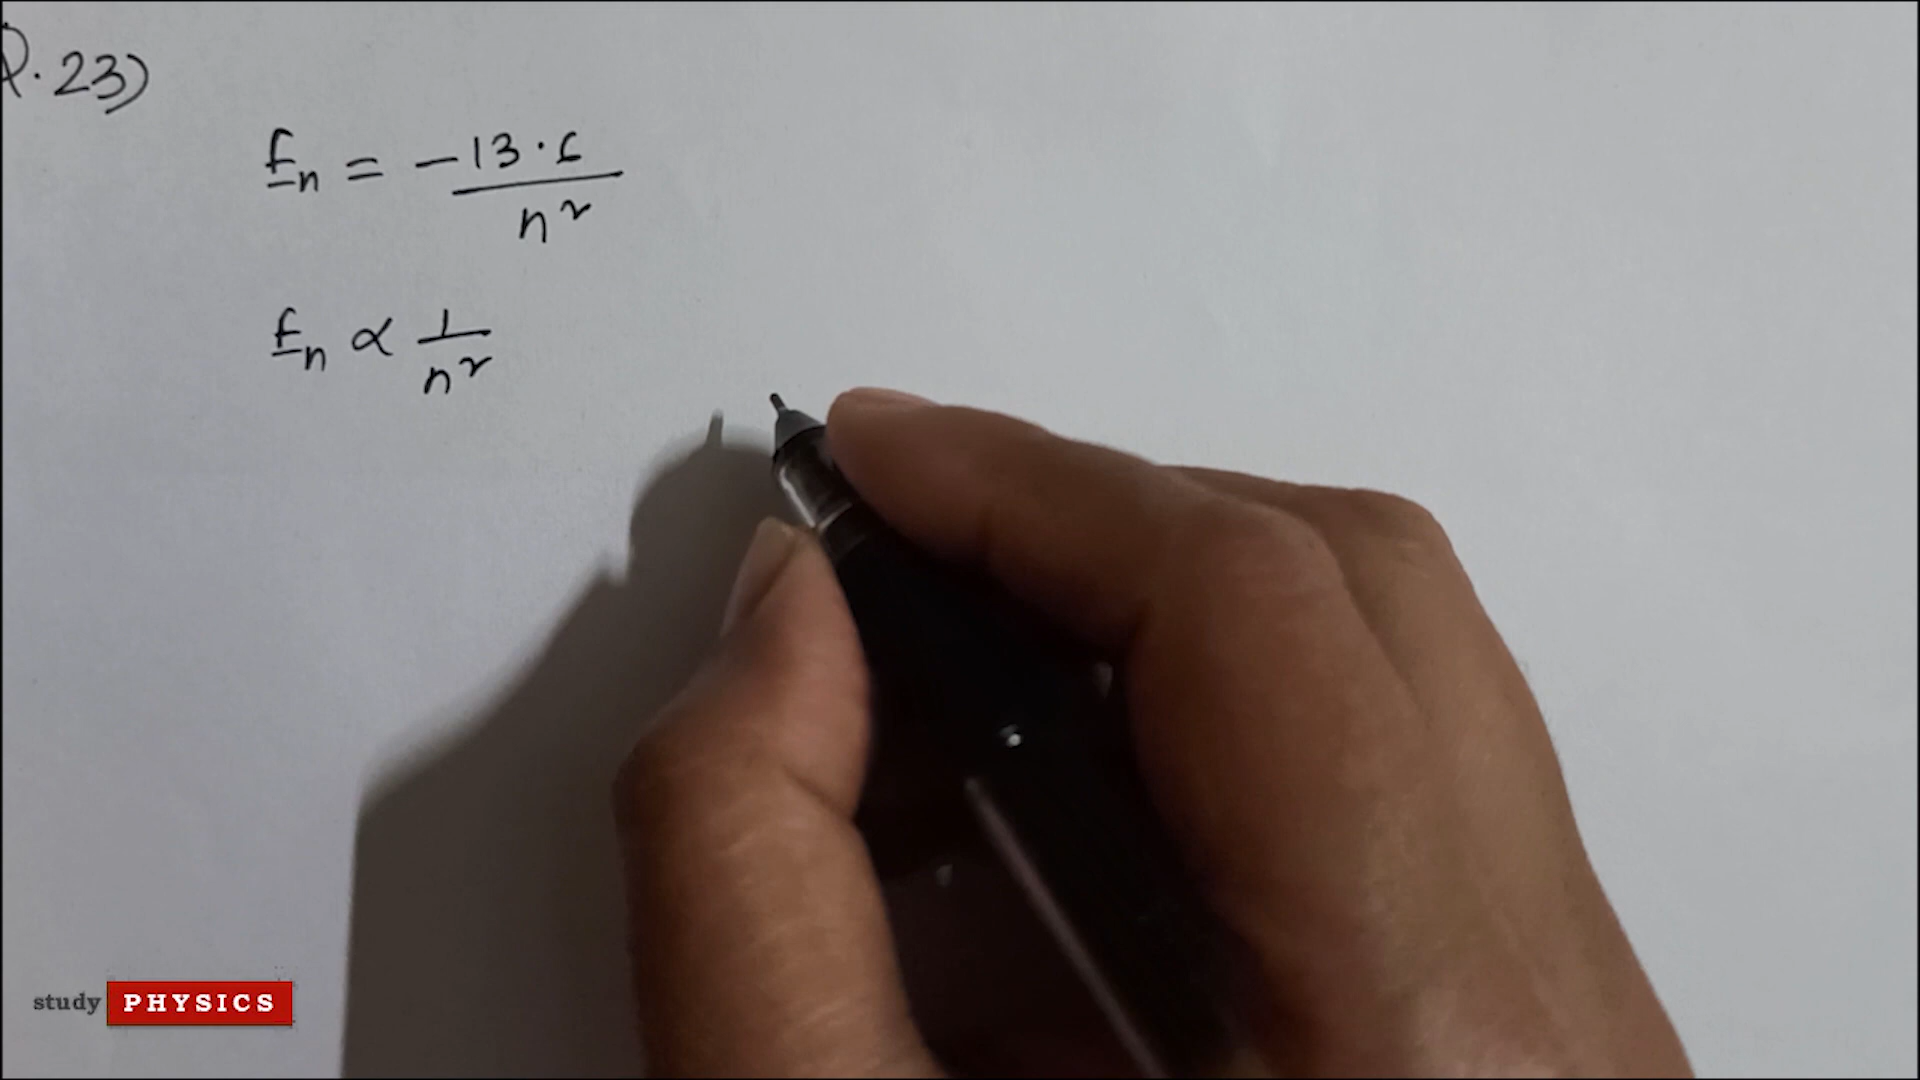 Q. 23)
En = -13.6 / n²
En ∝ 1 / n²
study PHYSICS